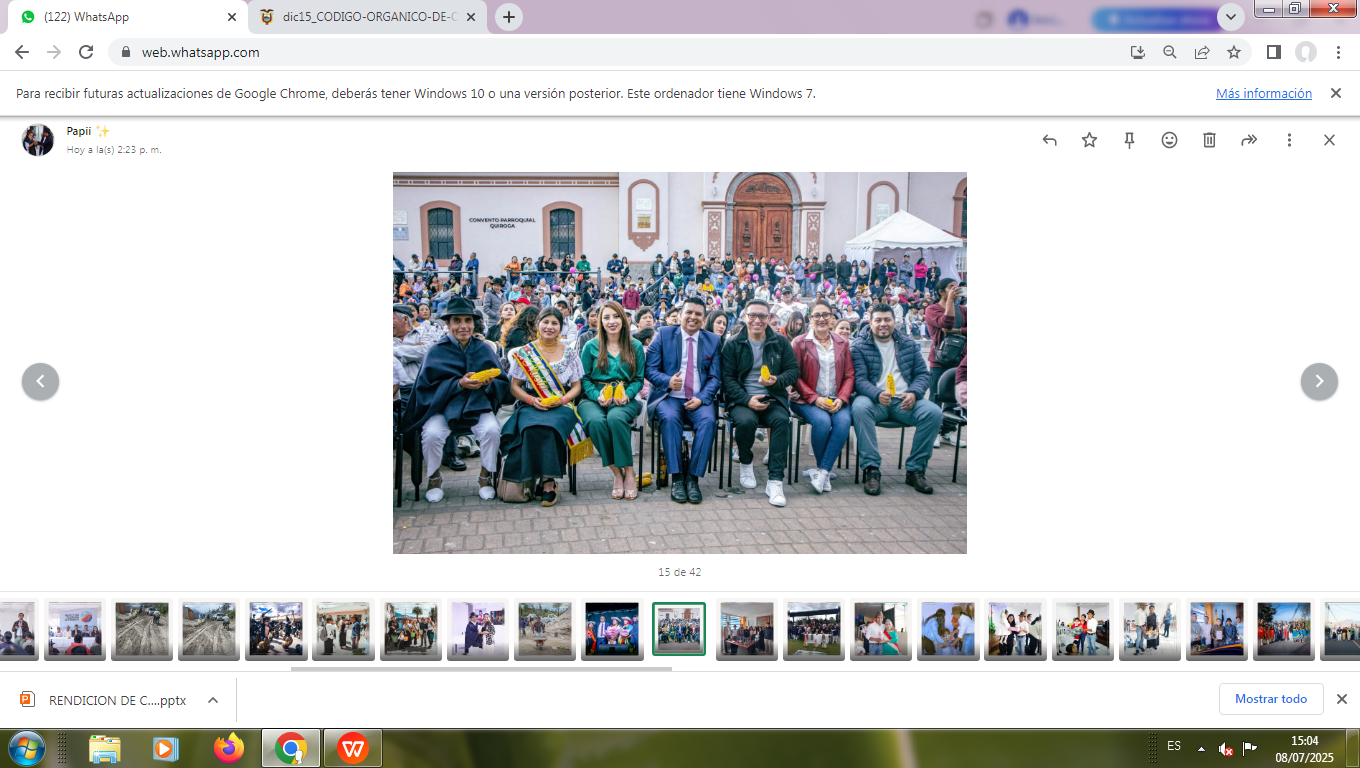 (122) WhatsApp
dic15_CODIGO-ORGANICO-DE-C
web.whatsapp.com
Para recibir futuras actualizaciones de Google Chrome, deberás tener Windows 10 o una versión posterior. Este ordenador tiene Windows 7.
Más información
Papii ✨
Hoy a la(s) 2:23 p. m.
CONVENTO PARROQUIAL
QUIROGA
15 de 42
RENDICION DE C....pptx
Mostrar todo
ES
15:04
08/07/2025